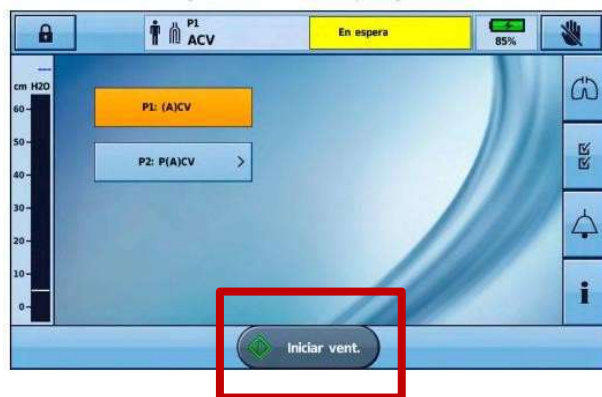 P1
ACV
En espera
85%
cm H2O
60
50
40
30
20
10
0
P1: (A)CV
P2: P(A)CV >
i
Iniciar vent.